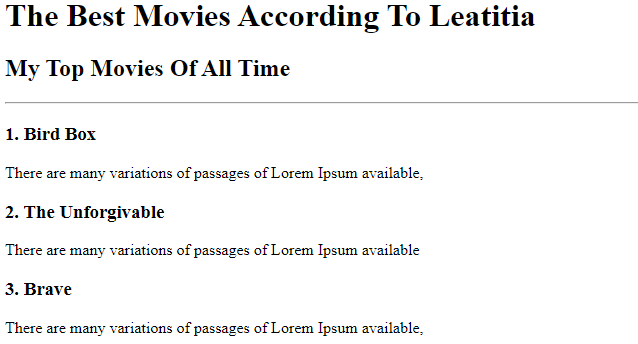 The Best Movies According To Leatitia
My Top Movies Of All Time
1. Bird Box
There are many variations of passages of Lorem Ipsum available,
2. The Unforgivable
There are many variations of passages of Lorem Ipsum available
3. Brave
There are many variations of passages of Lorem Ipsum available,